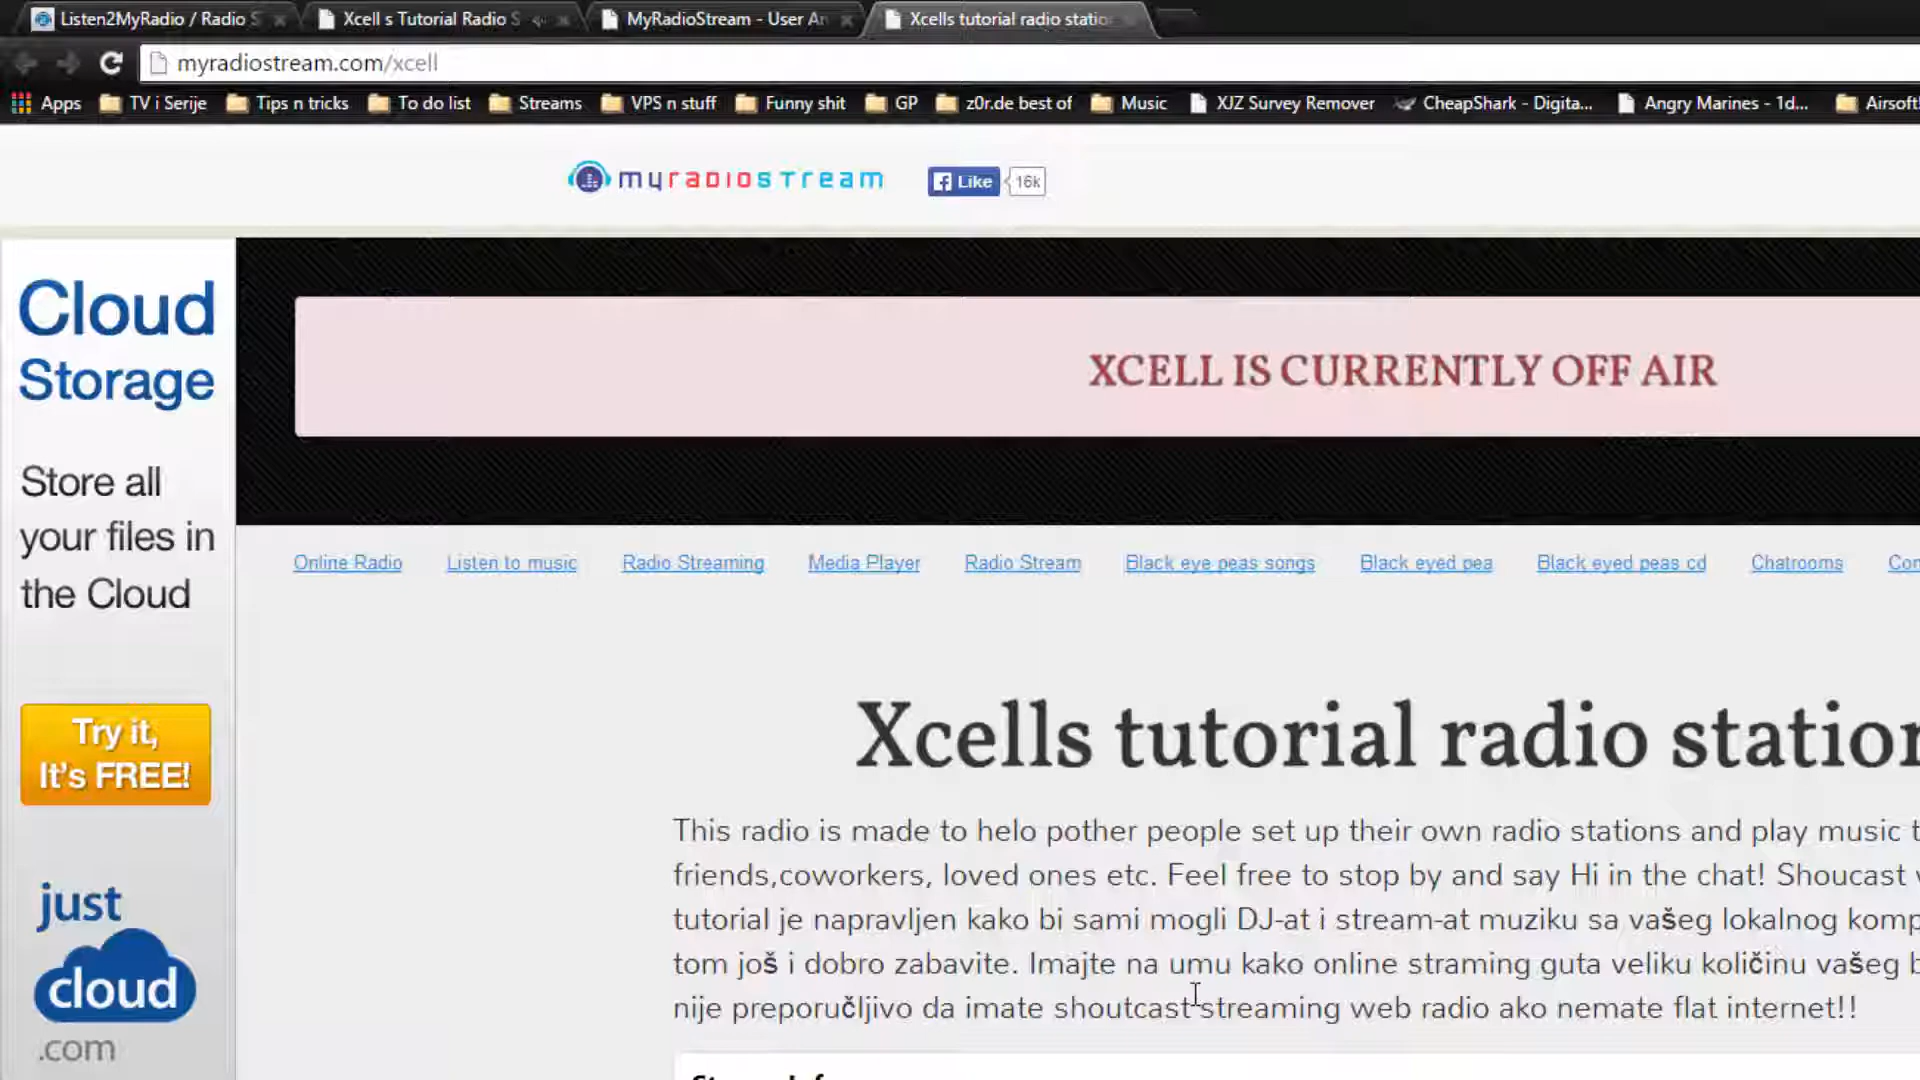 Listen2MyRadio / Radio S
Xcell s Tutorial Radio S
MyRadioStream - User An
Xcells tutorial radio statio
myradiostream.com/xcell
Apps
TV i Serije
Tips n tricks
To do list
Streams
VPS n stuff
Funny shit
GP
z0r.de best of
Music
XJZ Survey Remover
CheapShark - Digita...
Angry Marines - 1d...
Airsoft
myradiostream
Like
16k
Cloud
Storage
Store all
your files in
the Cloud
Try it,
It's FREE!
just
cloud
.com
XCELL IS CURRENTLY OFF AIR
Online Radio
Listen to music
Radio Streaming
Media Player
Radio Stream
Black eye peas songs
Black eyed pea
Black eyed peas cd
Chatrooms
Con
Xcells tutorial radio station
This radio is made to helo pother people set up their own radio stations and play music t
friends,coworkers, loved ones etc. Feel free to stop by and say Hi in the chat! Shoucast
tutorial je napravljen kako bi sami mogli DJ-at i stream-at muziku sa vašeg lokalnog komp
tom još i dobro zabavite. Imajte na umu kako online straming guta veliku količinu vašeg b
nije preporučljivo da imate shoutcast streaming web radio ako nemate flat internet!!